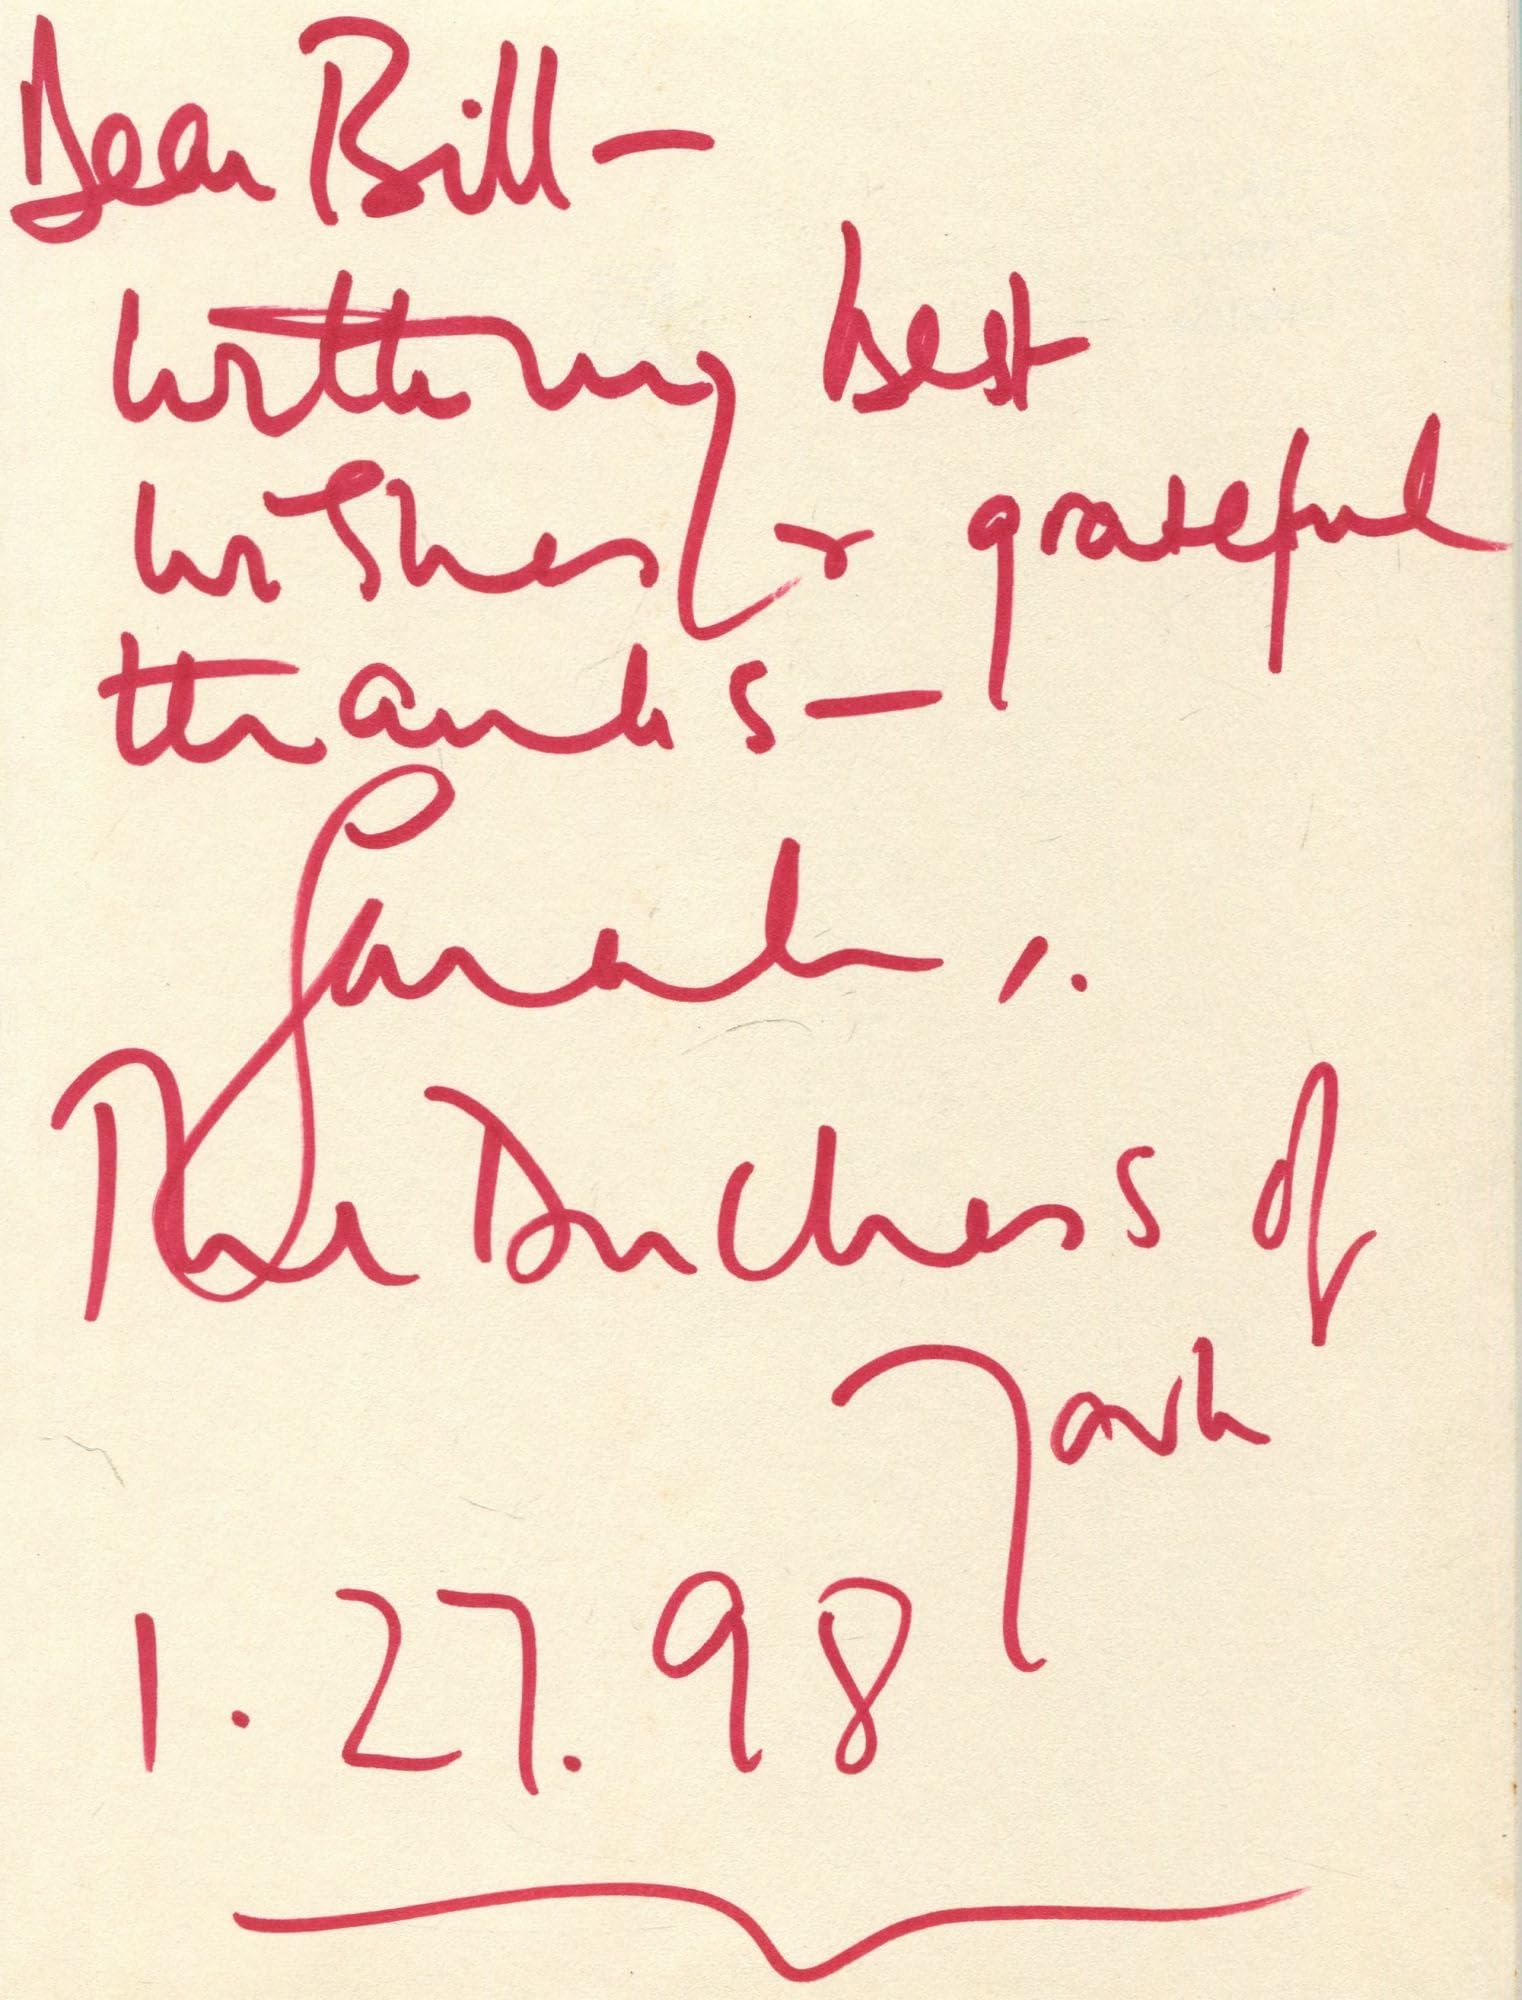 Dear Bill –
with my best
wishes & grateful
thanks –
Sarah,.
The Duchess of
York
1.27.98